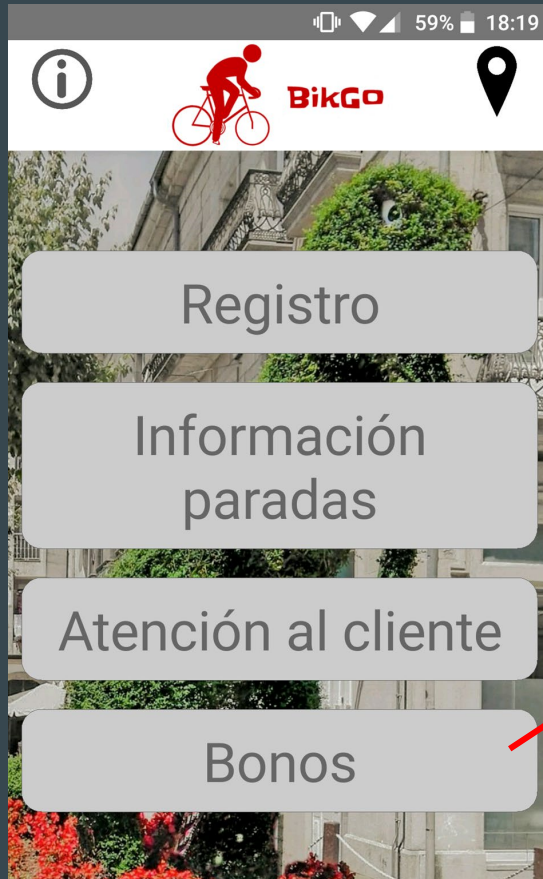 59% 18:19
BikGo
Registro
Información
paradas
Atención al cliente
Bonos